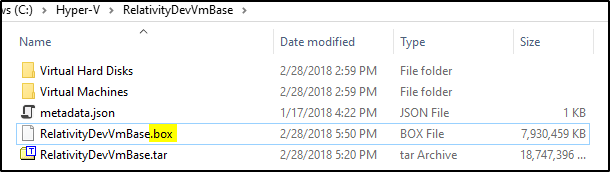 ws (C:) > Hyper-V > RelativityDevVmBase
Name Date modified Type Size
Virtual Hard Disks 2/28/2018 2:59 PM File folder
Virtual Machines 2/28/2018 2:59 PM File folder
metadata.json 1/17/2018 4:22 PM JSON File 1 KB
RelativityDevVmBase.box 2/28/2018 5:50 PM BOX File 7,930,459 KB
T RelativityDevVmBase.tar 2/28/2018 5:20 PM tar Archive 18,747,396 ...